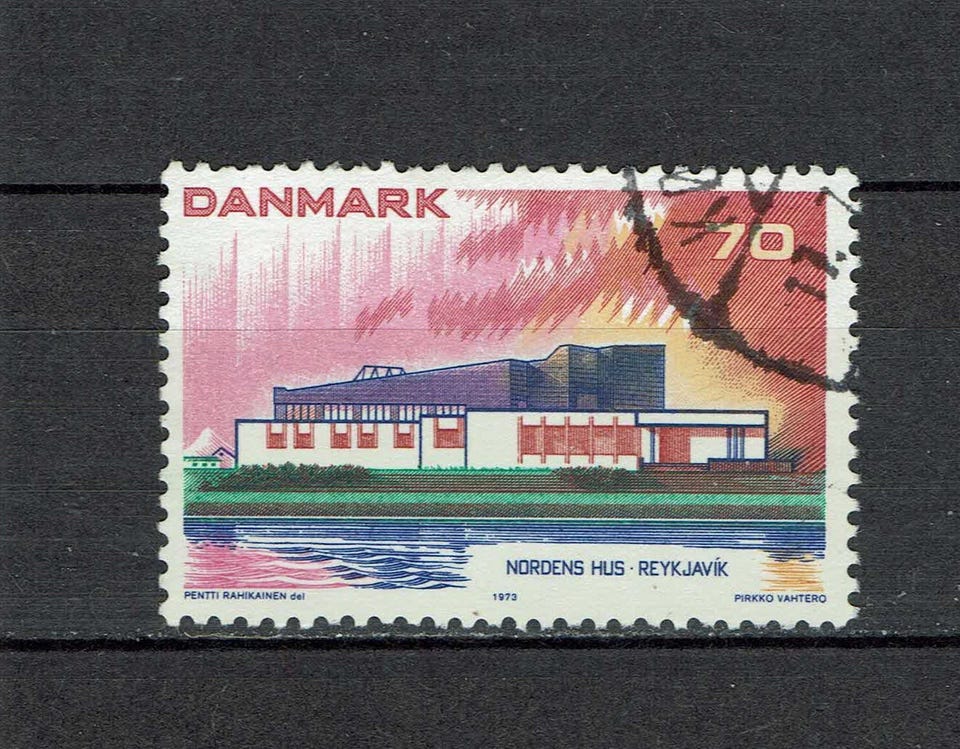 DANMARK
70
NORDENS HUS · REYKJAVÍK
PENTTI RAHIKAINEN del
1973
PIRKKO VAHTERO